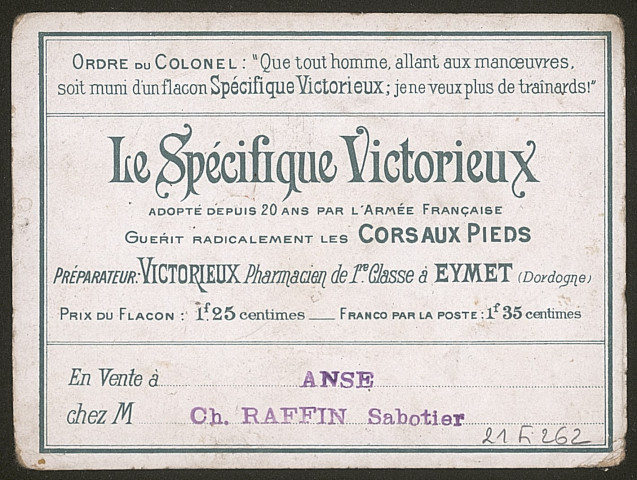 ORDRE DU COLONEL : "Que tout homme, allant aux manœuvres,
soit muni d'un flacon Spécifique Victorieux ; je ne veux plus de traînards!"
Le Spécifique Victorieux
ADOPTÉ DEPUIS 20 ANS PAR L'ARMÉE FRANÇAISE
GUÉRIT RADICALEMENT LES CORS AUX PIEDS
PRÉPARATEUR: VICTORIEUX Pharmacien de 1re Classe à EYMET (Dordogne)
PRIX DU FLACON : 1f.25 centimes ___ FRANCO PAR LA POSTE : 1f 35 centimes
En Vente à ANSE
chez M Ch. RAFFIN Sabotier
21 Fi 262